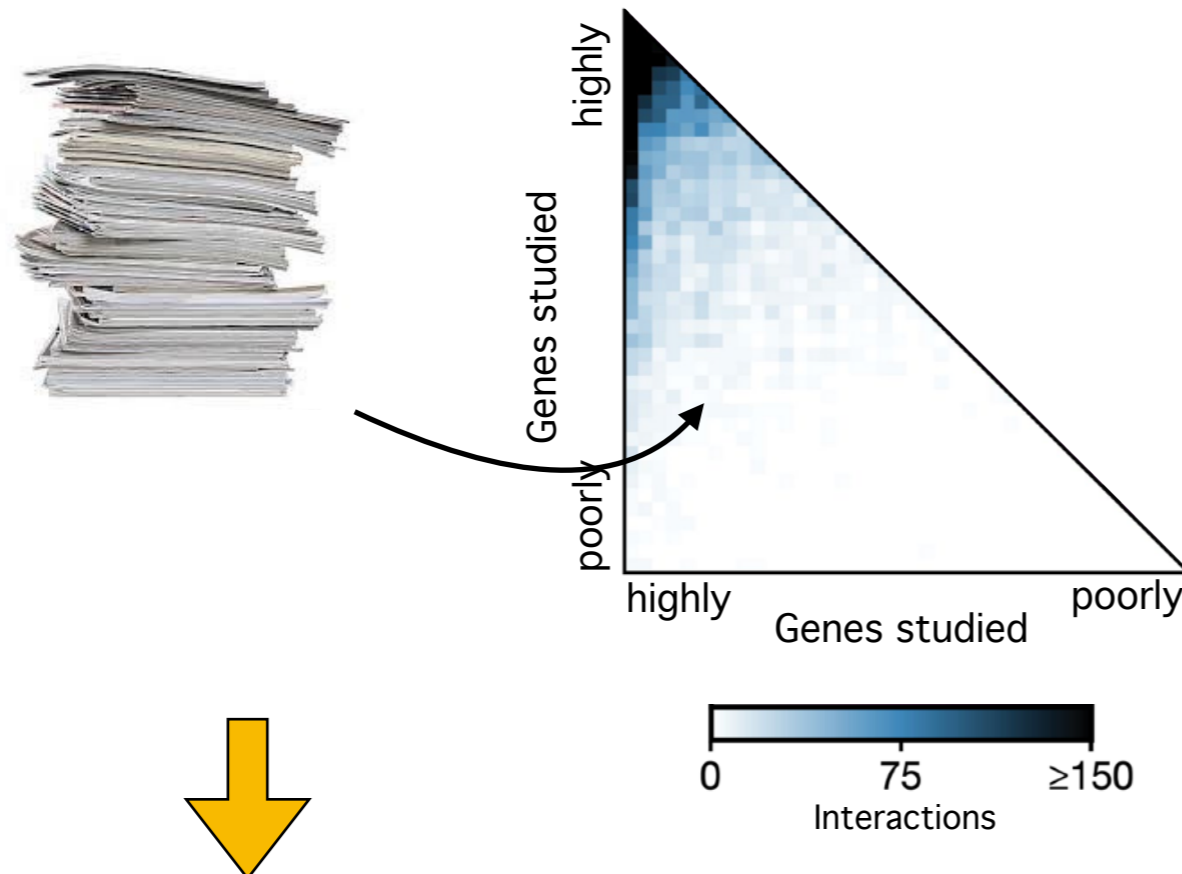 highly
Genes studied
poorly
highly
poorly
Genes studied
0
75
≥150
Interactions